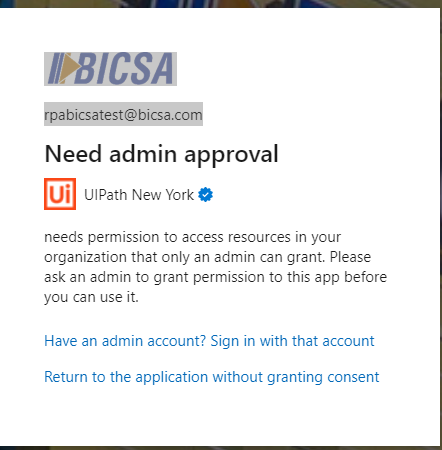 BICSA
rpabicsatest@bicsa.com
Need admin approval
Ui
UIPath New York
needs permission to access resources in your
organization that only an admin can grant. Please
ask an admin to grant permission to this app before
you can use it.
Have an admin account? Sign in with that account
Return to the application without granting consent